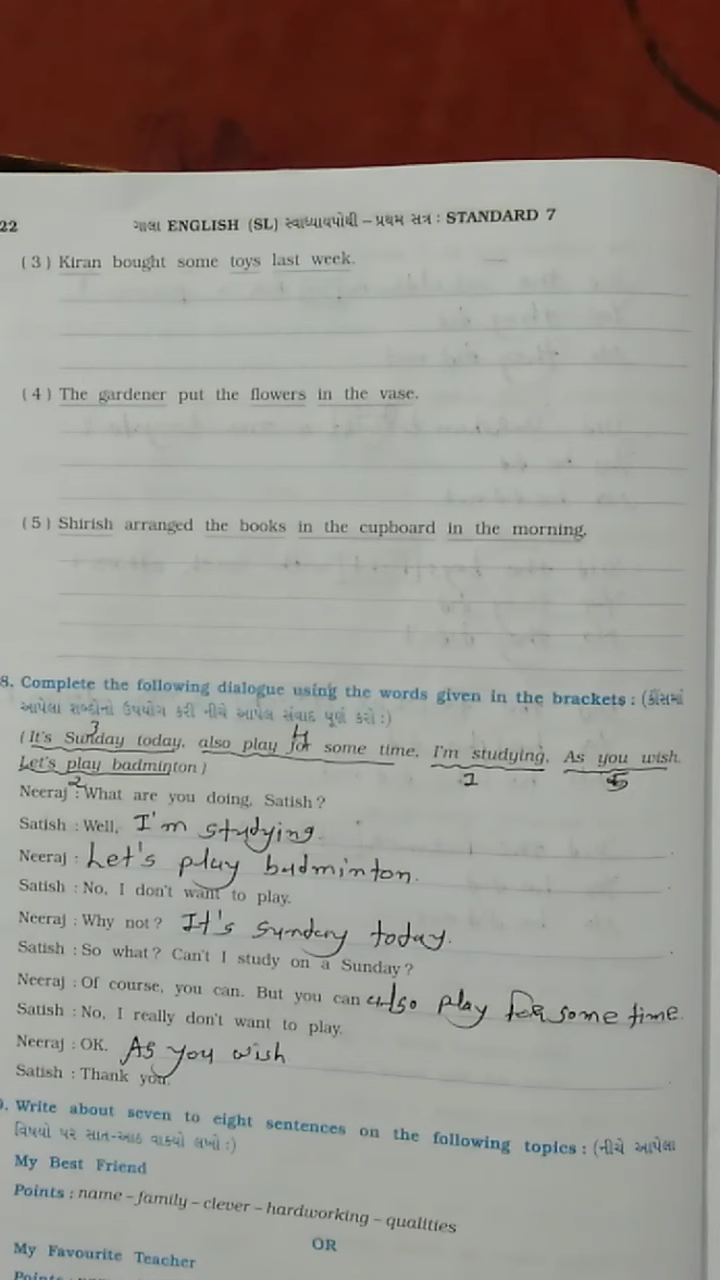 22 ગાલા ENGLISH (SL) સ્વાધ્યાયપોથી – પ્રથમ સત્ર : STANDARD 7
(3) Kiran bought some toys last week.
(4) The gardener put the flowers in the vase.
(5) Shirish arranged the books in the cupboard in the morning.
8. Complete the following dialogue using the words given in the brackets : (કૌંસમાં
આપેલા શબ્દોનો ઉપયોગ કરી નીચે આપેલ સંવાદ પૂર્ણ કરો :)
3 4
(It's Sunday today, also play for some time, I'm studying, As you wish.
Let's play badminton) 1 5
Neeraj : 2 What are you doing, Satish ?
Satish : Well, I'm studying.
Neeraj : Let's play badminton.
Satish : No, I don't want to play.
Neeraj : Why not ? It's sunday today.
Satish : So what ? Can't I study on a Sunday ?
Neeraj : Of course, you can. But you can also play for some time.
Satish : No, I really don't want to play.
Neeraj : OK. As you wish
Satish : Thank you.
9. Write about seven to eight sentences on the following topics : (નીચે આપેલા
વિષયો પર સાત-આઠ વાક્યો લખો :)
My Best Friend
Points : name – family – clever – hardworking – qualities
OR
My Favourite Teacher
Points :